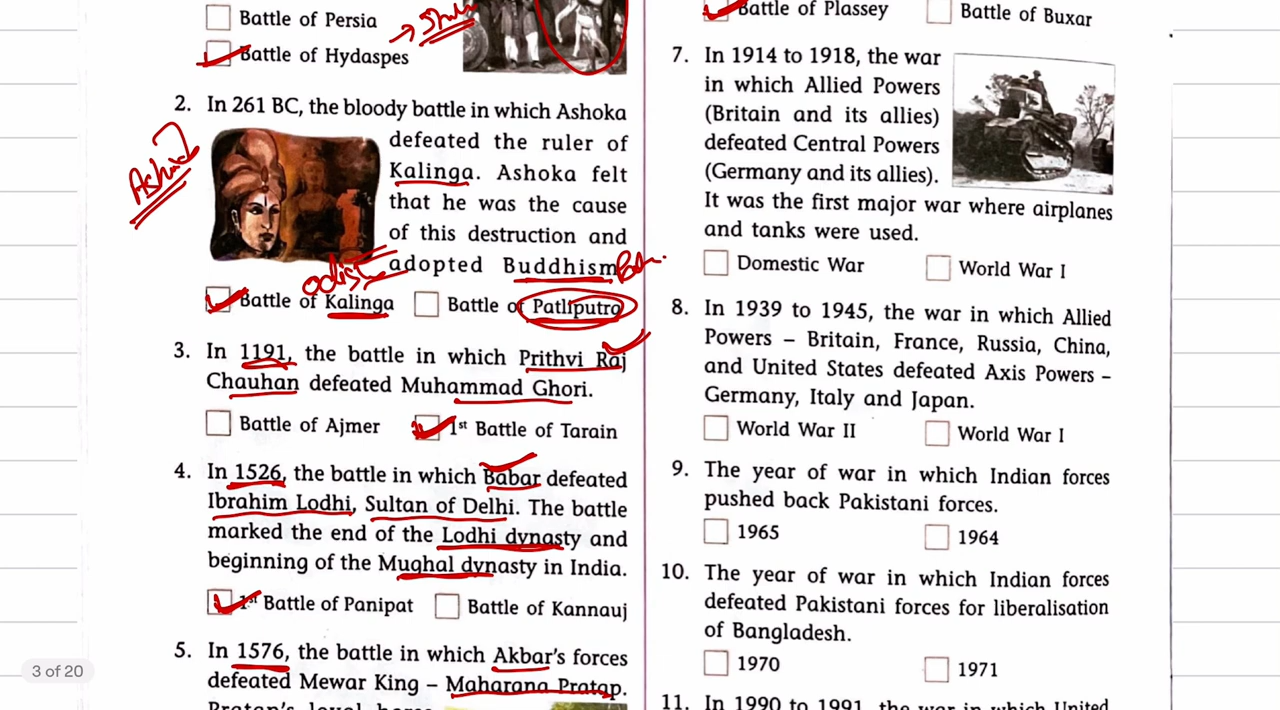 Battle of Persia
Battle of Hydaspes
2. In 261 BC, the bloody battle in which Ashoka
defeated the ruler of
Kalinga. Ashoka felt
that he was the cause
of this destruction and
adopted Buddhism
Battle of Kalinga Battle of Patliputra
3. In 1191, the battle in which Prithvi Raj
Chauhan defeated Muhammad Ghori.
Battle of Ajmer 1st Battle of Tarain
4. In 1526, the battle in which Babar defeated
Ibrahim Lodhi, Sultan of Delhi. The battle
marked the end of the Lodhi dynasty and
beginning of the Mughal dynasty in India.
1st Battle of Panipat Battle of Kannauj
5. In 1576, the battle in which Akbar's forces
defeated Mewar King – Maharana Pratap.
3 of 20
Battle of Plassey Battle of Buxar
7. In 1914 to 1918, the war
in which Allied Powers
(Britain and its allies)
defeated Central Powers
(Germany and its allies).
It was the first major war where airplanes
and tanks were used.
Domestic War World War I
8. In 1939 to 1945, the war in which Allied
Powers – Britain, France, Russia, China,
and United States defeated Axis Powers –
Germany, Italy and Japan.
World War II World War I
9. The year of war in which Indian forces
pushed back Pakistani forces.
1965 1964
10. The year of war in which Indian forces
defeated Pakistani forces for liberalisation
of Bangladesh.
1970 1971
11. In 1990 to 1991, the war in which United